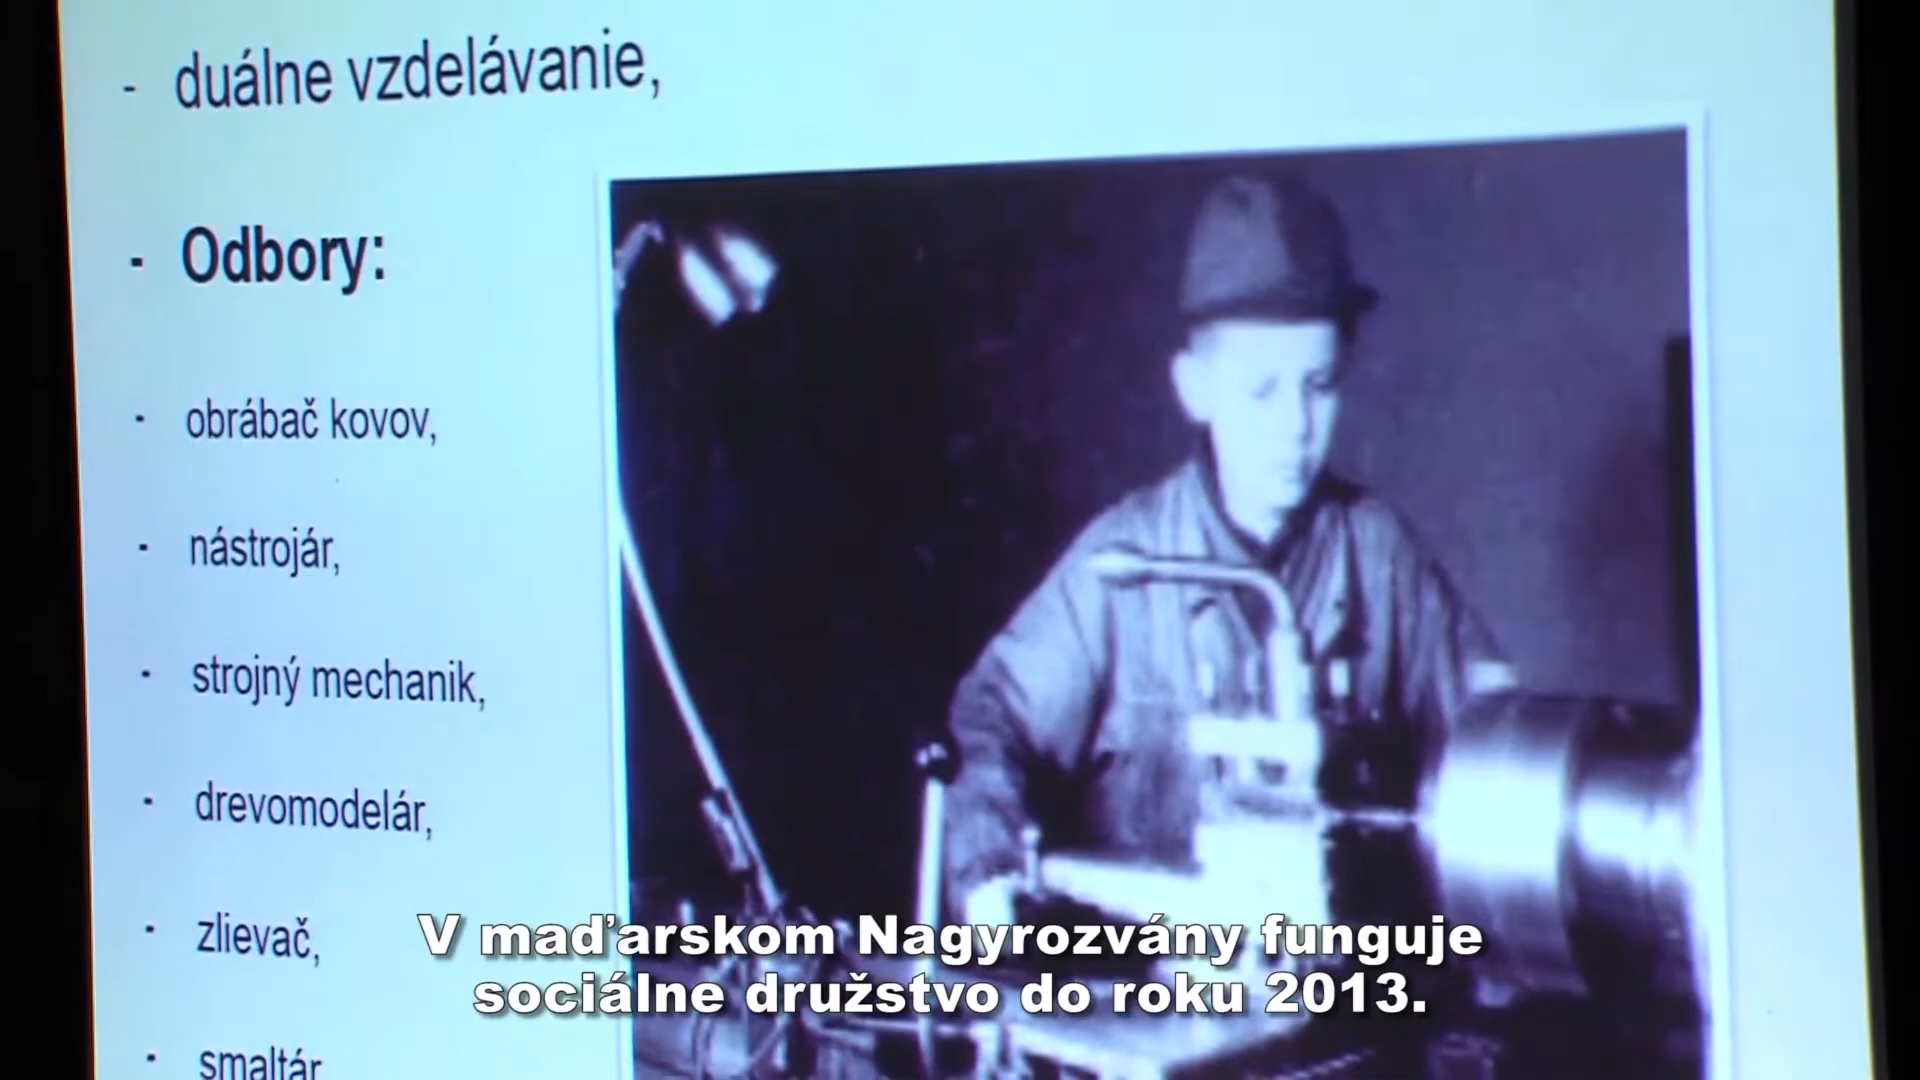 - duálne vzdelávanie,
- Odbory:
- obrábač kovov,
- nástrojár,
- strojný mechanik,
- drevomodelár,
- zlievač,
- smaltár
V maďarskom Nagyrozvány funguje
sociálne družstvo do roku 2013.